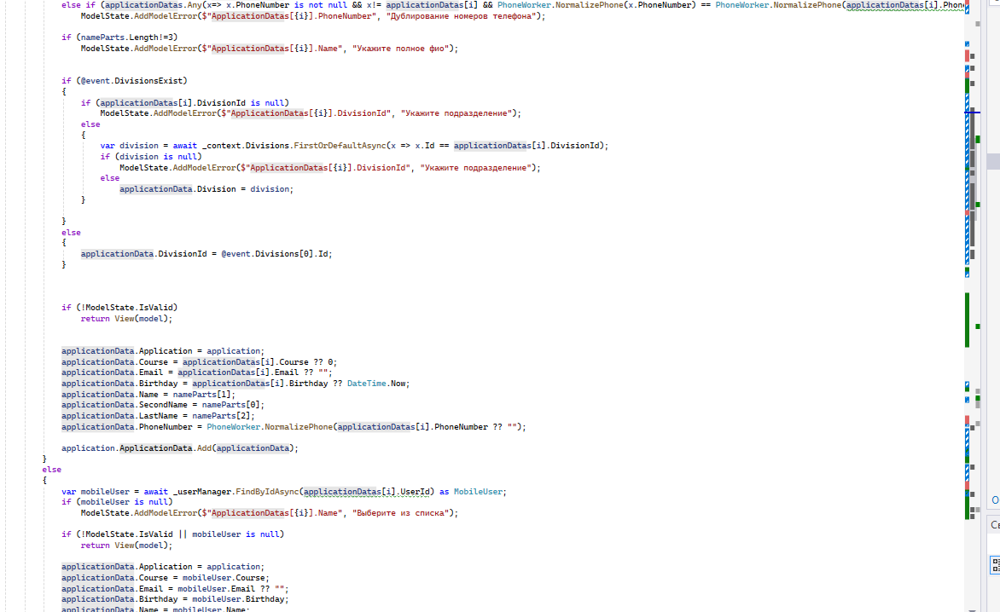 else if (applicationDatas.Any(x=> x.PhoneNumber is not null && x!= applicationDatas[i] && PhoneWorker.NormalizePhone(x.PhoneNumber) == PhoneWorker.NormalizePhone(applicationDatas[i].Phon
ModelState.AddModelError($"ApplicationDatas[{i}].PhoneNumber", "Дублирование номеров телефона");
if (nameParts.Length!=3)
ModelState.AddModelError($"ApplicationDatas[{i}].Name", "Укажите полное фио");
if (@event.DivisionsExist)
{
if (applicationDatas[i].DivisionId is null)
ModelState.AddModelError($"ApplicationDatas[{i}].DivisionId", "Укажите подразделение");
else
{
var division = await _context.Divisions.FirstOrDefaultAsync(x => x.Id == applicationDatas[i].DivisionId);
if (division is null)
ModelState.AddModelError($"ApplicationDatas[{i}].DivisionId", "Укажите подразделение");
else
applicationData.Division = division;
}
}
else
{
applicationData.DivisionId = @event.Divisions[0].Id;
}
if (!ModelState.IsValid)
return View(model);
applicationData.Application = application;
applicationData.Course = applicationDatas[i].Course ?? 0;
applicationData.Email = applicationDatas[i].Email ?? "";
applicationData.Birthday = applicationDatas[i].Birthday ?? DateTime.Now;
applicationData.Name = nameParts[1];
applicationData.SecondName = nameParts[0];
applicationData.LastName = nameParts[2];
applicationData.PhoneNumber = PhoneWorker.NormalizePhone(applicationDatas[i].PhoneNumber ?? "");
application.ApplicationData.Add(applicationData);
}
else
{
var mobileUser = await _userManager.FindByIdAsync(applicationDatas[i].UserId) as MobileUser;
if (mobileUser is null)
ModelState.AddModelError($"ApplicationDatas[{i}].Name", "Выберите из списка");
if (!ModelState.IsValid || mobileUser is null)
return View(model);
applicationData.Application = application;
applicationData.Course = mobileUser.Course;
applicationData.Email = mobileUser.Email ?? "";
applicationData.Birthday = mobileUser.Birthday;
applicationData.Name = mobileUser.Name;